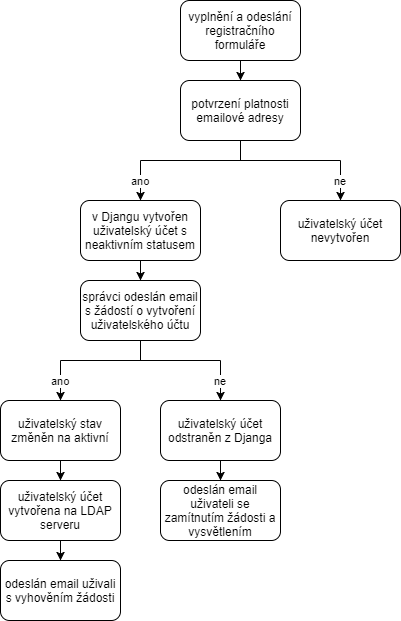 vyplnění a odeslání
registračního
formuláře
potvrzení platnosti
emailové adresy
ano
ne
v Djangu vytvořen
uživatelský účet s
neaktivním statusem
uživatelský účet
nevytvořen
správci odeslán email
s žádostí o vytvoření
uživatelského účtu
ano
ne
uživatelský stav
změněn na aktivní
uživatelský účet
odstraněn z Djanga
uživatelský účet
vytvořena na LDAP
serveru
odeslán email
uživateli se
zamítnutím žádosti a
vysvětlením
odeslán email uživali
s vyhověním žádosti